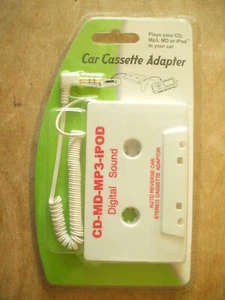 Plays your CD,
Mp3, MD or iPod
in your car
Car Cassette Adapter
CD-MD-MP3-iPOD
Digital Sound
AUTO REVERSE CAR
STEREO CASSETTE ADAPTOR